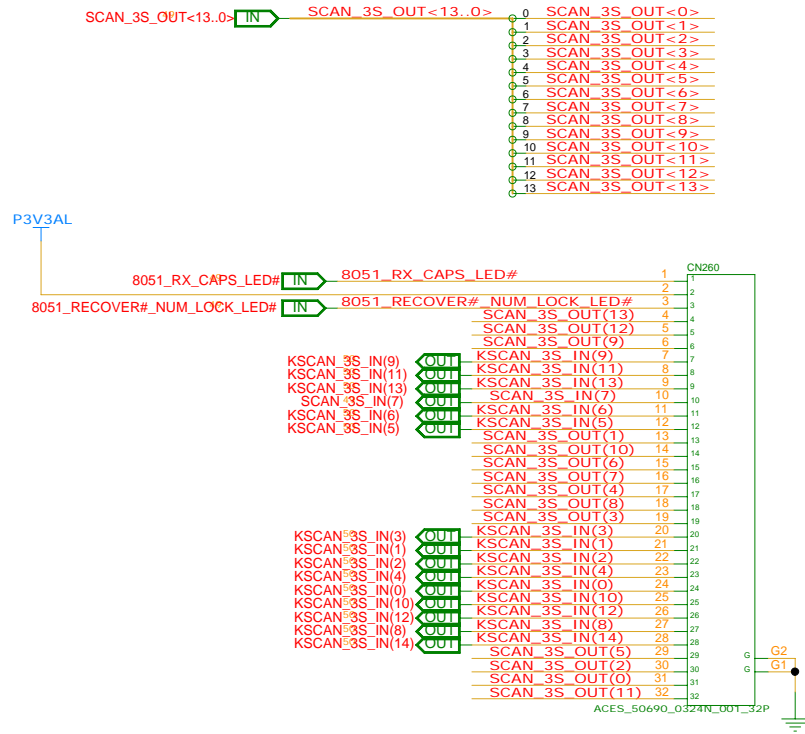 SCAN_3S_OUT<13..0> IN SCAN_3S_OUT<13..0>
0 SCAN_3S_OUT<0>
1 SCAN_3S_OUT<1>
2 SCAN_3S_OUT<2>
3 SCAN_3S_OUT<3>
4 SCAN_3S_OUT<4>
5 SCAN_3S_OUT<5>
6 SCAN_3S_OUT<6>
7 SCAN_3S_OUT<7>
8 SCAN_3S_OUT<8>
9 SCAN_3S_OUT<9>
10 SCAN_3S_OUT<10>
11 SCAN_3S_OUT<11>
12 SCAN_3S_OUT<12>
13 SCAN_3S_OUT<13>
P3V3AL
CN260
8051_RX_CAPS_LED# IN 8051_RX_CAPS_LED# 1 1
2 2
8051_RECOVER#_NUM_LOCK_LED# IN 8051_RECOVER#_NUM_LOCK_LED# 3 3
SCAN_3S_OUT(13) 4 4
SCAN_3S_OUT(12) 5 5
SCAN_3S_OUT(9) 6 6
KSCAN_3S_IN(9) OUT KSCAN_3S_IN(9) 7 7
KSCAN_3S_IN(11) OUT KSCAN_3S_IN(11) 8 8
KSCAN_3S_IN(13) OUT KSCAN_3S_IN(13) 9 9
SCAN_3S_IN(7) OUT SCAN_3S_IN(7) 10 10
KSCAN_3S_IN(6) OUT KSCAN_3S_IN(6) 11 11
KSCAN_3S_IN(5) OUT KSCAN_3S_IN(5) 12 12
SCAN_3S_OUT(1) 13 13
SCAN_3S_OUT(10) 14 14
SCAN_3S_OUT(6) 15 15
SCAN_3S_OUT(7) 16 16
SCAN_3S_OUT(4) 17 17
SCAN_3S_OUT(8) 18 18
SCAN_3S_OUT(3) 19 19
KSCAN_3S_IN(3) OUT KSCAN_3S_IN(3) 20 20
KSCAN_3S_IN(1) OUT KSCAN_3S_IN(1) 21 21
KSCAN_3S_IN(2) OUT KSCAN_3S_IN(2) 22 22
KSCAN_3S_IN(4) OUT KSCAN_3S_IN(4) 23 23
KSCAN_3S_IN(0) OUT KSCAN_3S_IN(0) 24 24
KSCAN_3S_IN(10) OUT KSCAN_3S_IN(10) 25 25
KSCAN_3S_IN(12) OUT KSCAN_3S_IN(12) 26 26
KSCAN_3S_IN(8) OUT KSCAN_3S_IN(8) 27 27
KSCAN_3S_IN(14) OUT KSCAN_3S_IN(14) 28 28
SCAN_3S_OUT(5) 29 29 G G2
SCAN_3S_OUT(2) 30 30 G G1
SCAN_3S_OUT(0) 31 31
SCAN_3S_OUT(11) 32 32
ACES_50690_0324N_001_32P